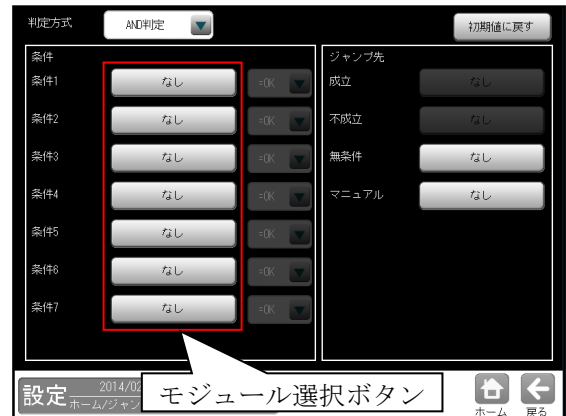 判定方式 AND判定 初期値に戻す
条件 ジャンプ先
条件1 なし =OK 成立 なし
条件2 なし =OK 不成立 なし
条件3 なし =OK 無条件 なし
条件4 なし =OK マニュアル なし
条件5 なし =OK
条件6 なし =OK
条件7 なし =OK
設定 2014/02
ホーム/ジャン
モジュール選択ボタン
ホーム 戻る